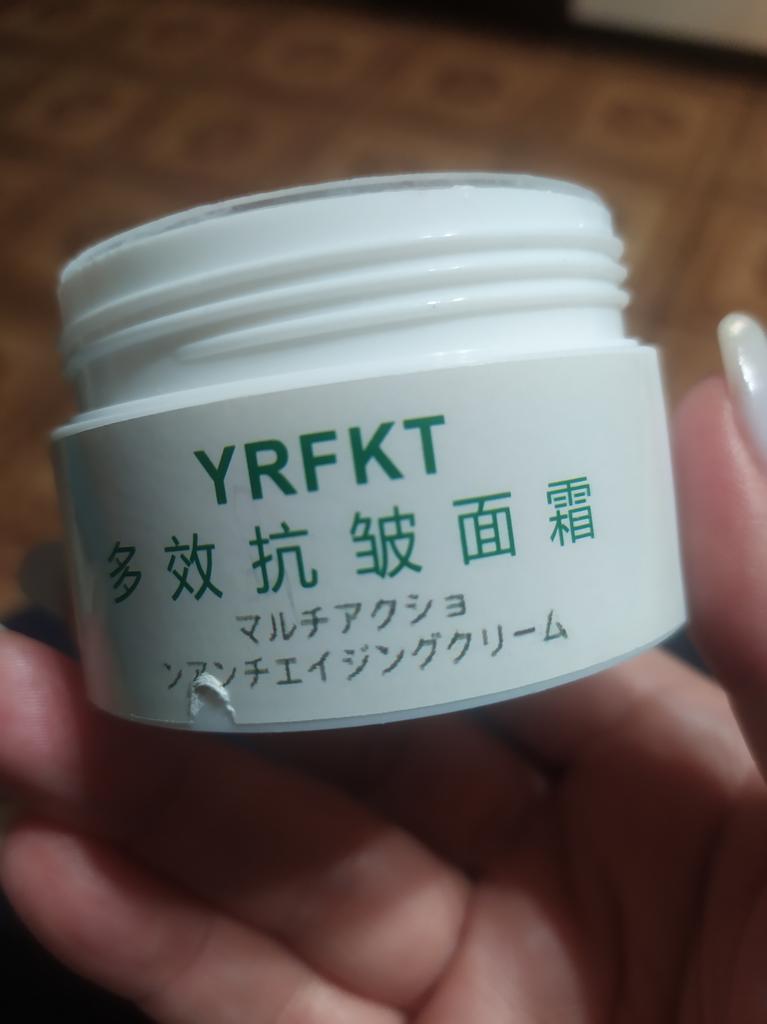 YRFKT
多效抗皱面霜
マルチアクショ
ンアンチエイジングクリーム